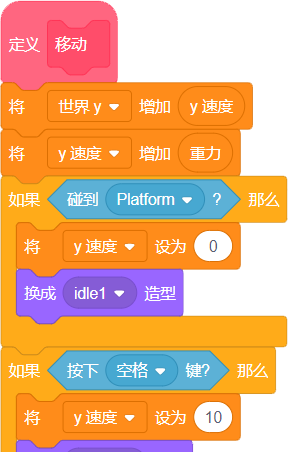 定义 移动
将 世界 y 增加 y 速度
将 y 速度 增加 重力
如果 碰到 Platform ? 那么
将 y 速度 设为 0
换成 idle1 造型
如果 按下 空格 键? 那么
将 y 速度 设为 10